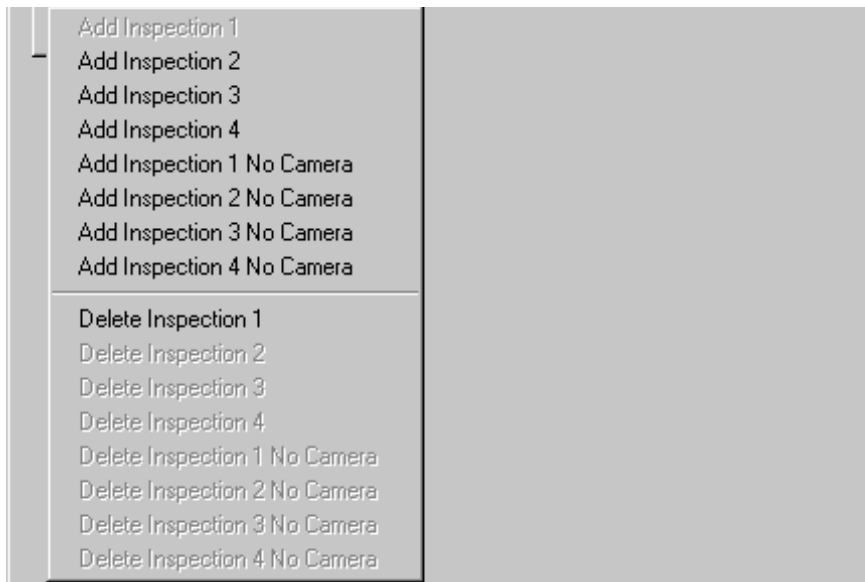 Add Inspection 1
Add Inspection 2
Add Inspection 3
Add Inspection 4
Add Inspection 1 No Camera
Add Inspection 2 No Camera
Add Inspection 3 No Camera
Add Inspection 4 No Camera
Delete Inspection 1
Delete Inspection 2
Delete Inspection 3
Delete Inspection 4
Delete Inspection 1 No Camera
Delete Inspection 2 No Camera
Delete Inspection 3 No Camera
Delete Inspection 4 No Camera